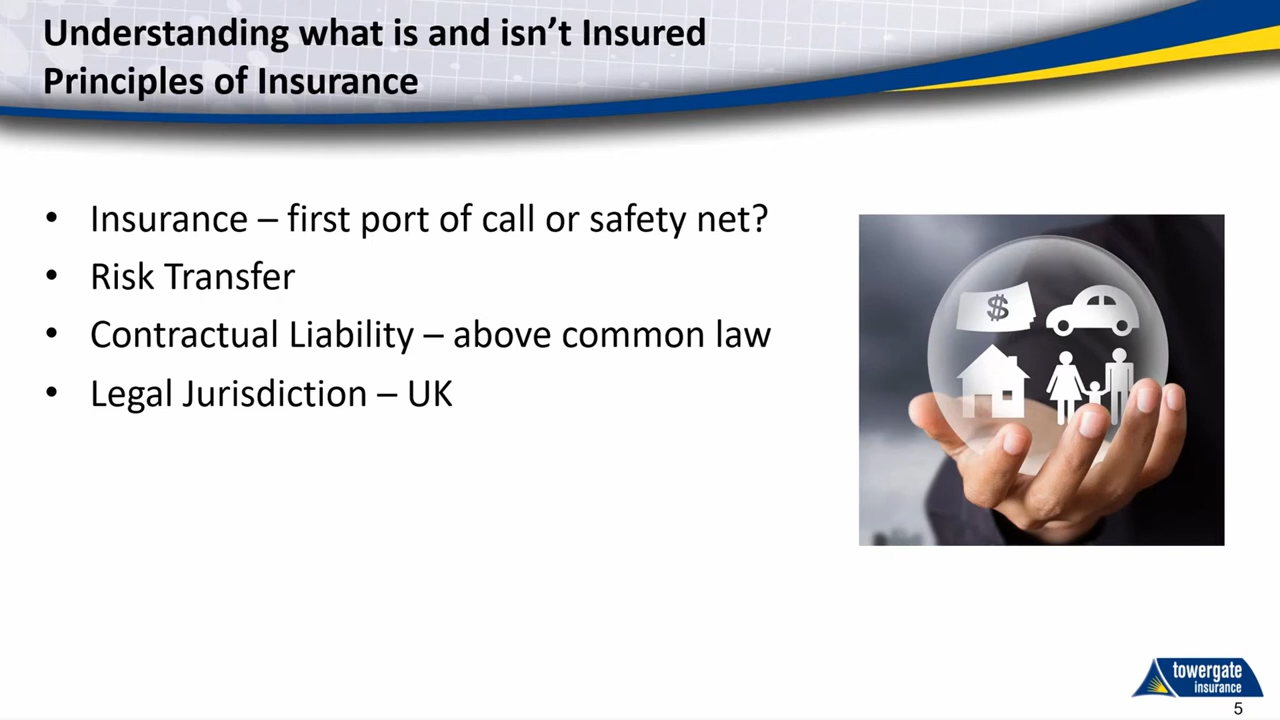 Understanding what is and isn’t Insured
Principles of Insurance
• Insurance – first port of call or safety net?
• Risk Transfer
• Contractual Liability – above common law
• Legal Jurisdiction – UK
$
towergate
insurance
5